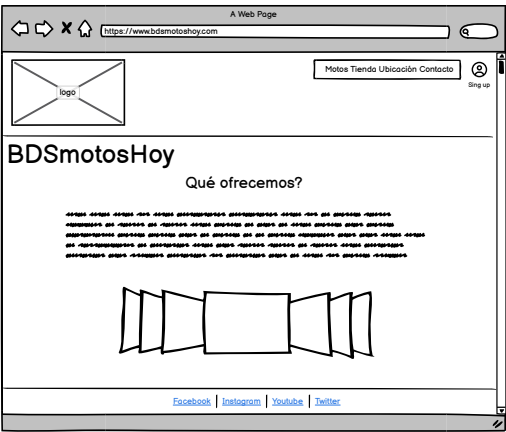 A Web Page
https://www.bdsmotoshoy.com
logo
Motos Tienda Ubicación Contacto
Sing up
BDSmotosHoy
Qué ofrecemos?
Facebook | Instagram | Youtube | Twitter